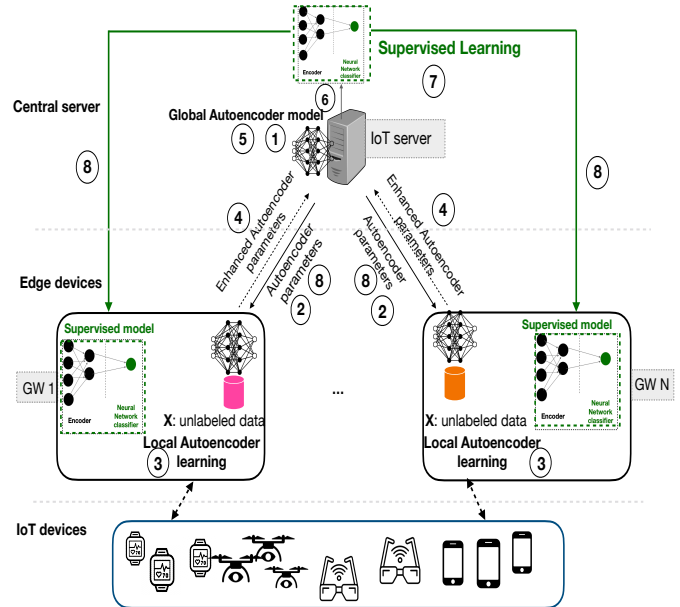 Encoder
Neural
Network
classifier
Supervised Learning
6
7
Central server
Global Autoencoder model
5
1
IoT server
8
8
4
Enhanced Autoencoder
parameters
Autoencoder
parameters
8
2
4
Enhanced Autoencoder
parameters
Autoencoder
parameters
8
2
Edge devices
Supervised model
Encoder
Neural
Network
classifier
GW 1
X: unlabeled data
Local Autoencoder
learning
3
...
Supervised model
Encoder
Neural
Network
classifier
GW N
X: unlabeled data
Local Autoencoder
learning
3
IoT devices
70
70
70